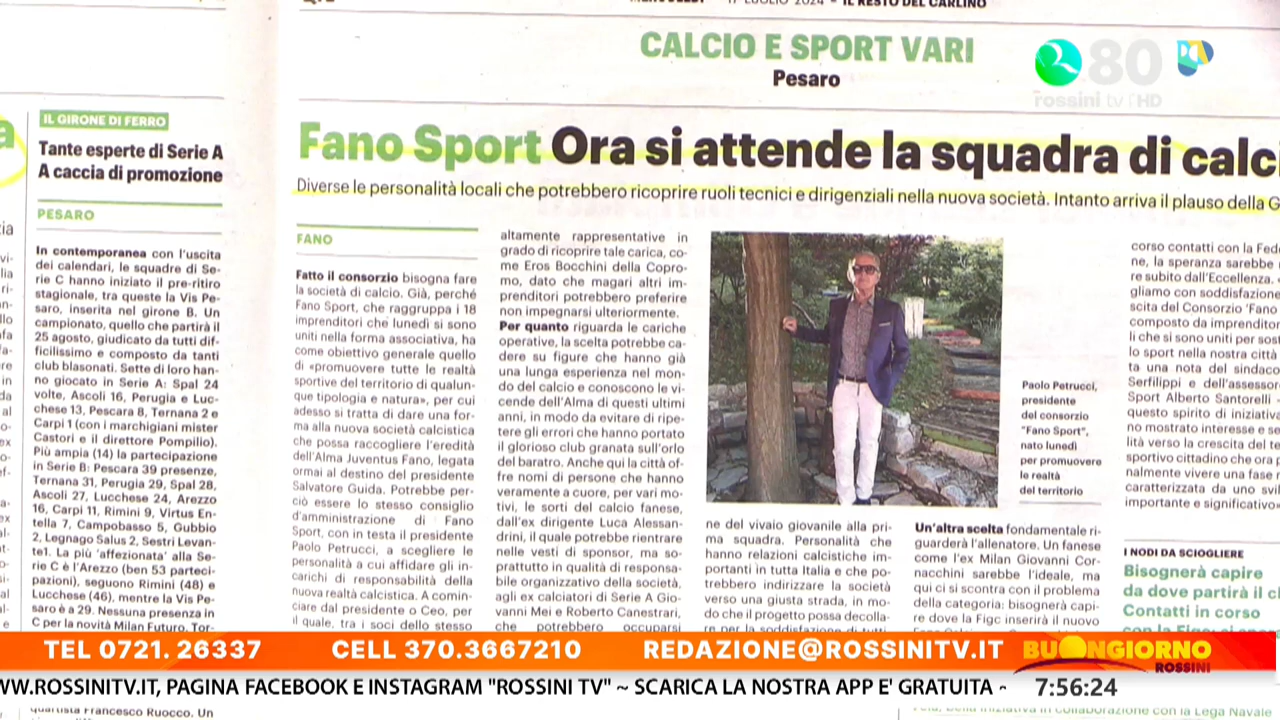 17 LUGLIO 2024 – IL RESTO DEL CARLINO
CALCIO E SPORT VARI
Pesaro
80
rossini tv HD
IL GIRONE DI FERRO
Tante esperte di Serie A
A caccia di promozione
PESARO
In contemporanea con l'uscita
dei calendari, le squadre di Se-
rie C hanno iniziato il pre-ritiro
stagionale, tra queste la Vis Pe-
saro, inserita nel girone B. Un
campionato, quello che partirà il
25 agosto, giudicato da tutti dif-
ficilissimo e composto da tanti
club blasonati. Sette di loro han-
no giocato in Serie A: Spal 24
volte, Ascoli 16, Perugia e Luc-
chese 13, Pescara 8, Ternana 2 e
Carpi 1 (con i marchigiani mister
Castori e il direttore Pompilio).
Più ampia (14) la partecipazione
in Serie B: Pescara 39 presenze,
Ternana 31, Perugia 29, Spal 28,
Ascoli 27, Lucchese 24, Arezzo
16, Carpi 11, Rimini 9, Virtus En-
tella 7, Campobasso 5, Gubbio
2, Legnago Salus 2, Sestri Levan-
te1. La più 'affezionata' alla Se-
rie C è l'Arezzo (ben 53 parteci-
pazioni), seguono Rimini (48) e
Lucchese (46), mentre la Vis Pe-
saro è a 29. Nessuna presenza in
C per la novità Milan Futuro. Tor-
Fano Sport Ora si attende la squadra di calci
Diverse le personalità locali che potrebbero ricoprire ruoli tecnici e dirigenziali nella nuova società. Intanto arriva il plauso della G
FANO
Fatto il consorzio bisogna fare
la società di calcio. Già, perché
Fano Sport, che raggruppa i 18
imprenditori che lunedì si sono
uniti nella forma associativa, ha
come obiettivo generale quello
di «promuovere tutte le realtà
sportive del territorio di qualun-
que tipologia e natura», per cui
adesso si tratta di dare una for-
ma alla nuova società calcistica
che possa raccogliere l'eredità
dell'Alma Juventus Fano, legata
ormai al destino del presidente
Salvatore Guida. Potrebbe per-
ciò essere lo stesso consiglio
d'amministrazione di Fano
Sport, con in testa il presidente
Paolo Petrucci, a scegliere le
personalità a cui affidare gli in-
carichi di responsabilità della
nuova realtà calcistica. A comin-
ciare dal presidente o Ceo, per
il quale, tra i soci dello stesso
altamente rappresentative in
grado di ricoprire tale carica, co-
me Eros Bocchini della Copro-
mo, dato che magari altri im-
prenditori potrebbero preferire
non impegnarsi ulteriormente.
Per quanto riguarda le cariche
operative, la scelta potrebbe ca-
dere su figure che hanno già
una lunga esperienza nel mon-
do del calcio e conoscono le vi-
cende dell'Alma di questi ultimi
anni, in modo da evitare di ripe-
tere gli errori che hanno portato
il glorioso club granata sull'orlo
del baratro. Anche qui la città of-
fre nomi di persone che hanno
veramente a cuore, per vari mo-
tivi, le sorti del calcio fanese,
dall'ex dirigente Luca Alessan-
drini, il quale potrebbe rientrare
nelle vesti di sponsor, ma so-
prattutto in qualità di responsa-
bile organizzativo della società,
agli ex calciatori di Serie A Gio-
vanni Mei e Roberto Canestrari,
che potrebbero occuparsi
ne del vivaio giovanile alla pri-
ma squadra. Personalità che
hanno relazioni calcistiche im-
portanti in tutta Italia e che po-
trebbero indirizzare la società
verso una giusta strada, in mo-
do che il progetto possa decolla-
re per la soddisfazione di tutti
Paolo Petrucci,
presidente
del consorzio
"Fano Sport",
nato lunedì
per promuovere
le realtà
del territorio
Un'altra scelta fondamentale ri-
guarderà l'allenatore. Un fanese
come l'ex Milan Giovanni Cor-
nacchini sarebbe l'ideale, ma
qui ci si scontra con il problema
della categoria: bisognerà capi-
re dove la Figc inserirà il nuovo
corso contatti con la Fede
ne, la speranza sarebbe
re subito dall'Eccellenza.
gliamo con soddisfazione
scita del Consorzio 'Fano
composto da imprenditor
li che si sono uniti per sost
lo sport nella nostra città
ta una nota del sindaco
Serfilippi e dell'assessor
Sport Alberto Santorelli -
questo spirito di iniziativa
no mostrato interesse e se
lità verso la crescita del te
sportivo cittadino che ora p
nalmente vivere una fase r
caratterizzata da uno svil
importante e significativo
I NODI DA SCIOGLIERE
Bisognerà capire
da dove partirà il cl
Contatti in corso
con la Figc: si spera
TEL 0721.26337 CELL 370.3667210 REDAZIONE@ROSSINITV.IT BUONGIORNO
ROSSINI
WW.ROSSINITV.IT, PAGINA FACEBOOK E INSTAGRAM "ROSSINI TV" ~ SCARICA LA NOSTRA APP E' GRATUITA ~ 7:56:24
quartista Francesco Ruocco. Un
vela, della iniziativa in collaborazione con la Lega Navale